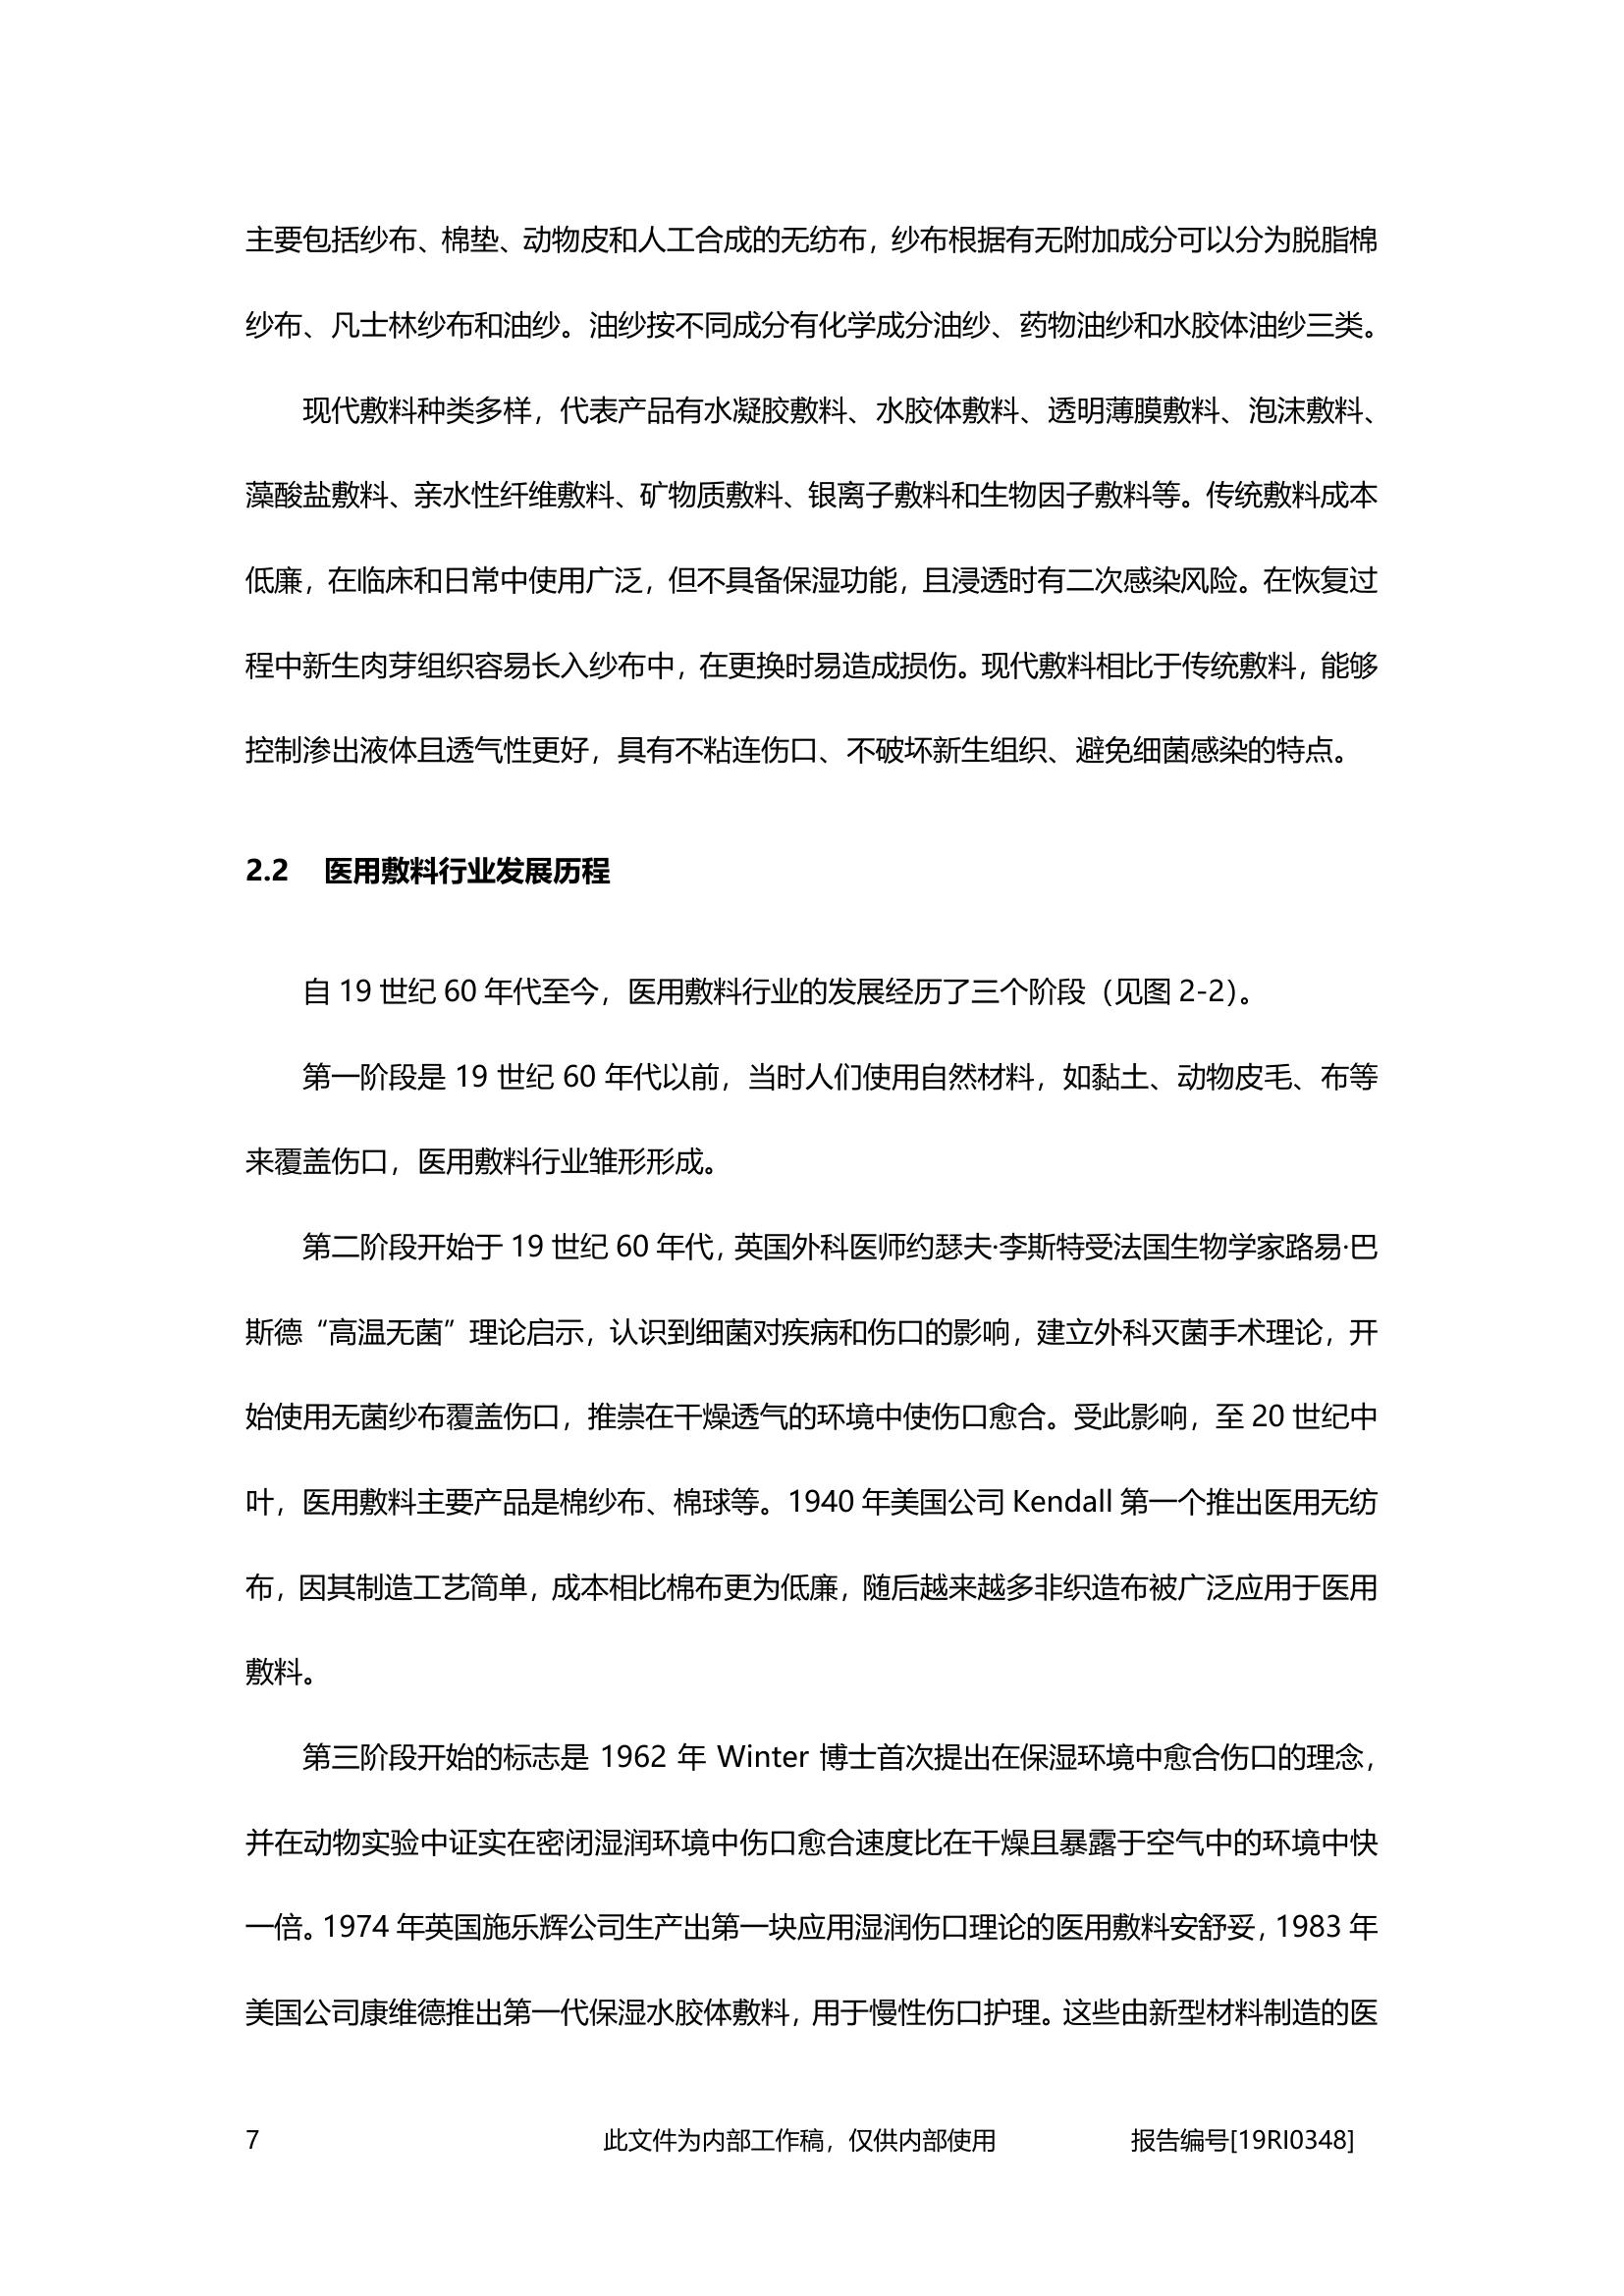 主要包括纱布、棉垫、动物皮和人工合成的无纺布，纱布根据有无附加成分可以分为脱脂棉
纱布、凡士林纱布和油纱。油纱按不同成分有化学成分油纱、药物油纱和水胶体油纱三类。
现代敷料种类多样，代表产品有水凝胶敷料、水胶体敷料、透明薄膜敷料、泡沫敷料、
藻酸盐敷料、亲水性纤维敷料、矿物质敷料、银离子敷料和生物因子敷料等。传统敷料成本
低廉，在临床和日常中使用广泛，但不具备保湿功能，且浸透时有二次感染风险。在恢复过
程中新生肉芽组织容易长入纱布中，在更换时易造成损伤。现代敷料相比于传统敷料，能够
控制渗出液体且透气性更好，具有不粘连伤口、不破坏新生组织、避免细菌感染的特点。
2.2 医用敷料行业发展历程
自 19 世纪 60 年代至今，医用敷料行业的发展经历了三个阶段（见图 2-2）。
第一阶段是 19 世纪 60 年代以前，当时人们使用自然材料，如黏土、动物皮毛、布等
来覆盖伤口，医用敷料行业雏形形成。
第二阶段开始于 19 世纪 60 年代，英国外科医师约瑟夫·李斯特受法国生物学家路易·巴
斯德“高温无菌”理论启示，认识到细菌对疾病和伤口的影响，建立外科灭菌手术理论，开
始使用无菌纱布覆盖伤口，推崇在干燥透气的环境中使伤口愈合。受此影响，至 20 世纪中
叶，医用敷料主要产品是棉纱布、棉球等。1940 年美国公司 Kendall 第一个推出医用无纺
布，因其制造工艺简单，成本相比棉布更为低廉，随后越来越多非织造布被广泛应用于医用
敷料。
第三阶段开始的标志是 1962 年 Winter 博士首次提出在保湿环境中愈合伤口的理念，
并在动物实验中证实在密闭湿润环境中伤口愈合速度比在干燥且暴露于空气中的环境中快
一倍。1974 年英国施乐辉公司生产出第一块应用湿润伤口理论的医用敷料安舒妥，1983 年
美国公司康维德推出第一代保湿水胶体敷料，用于慢性伤口护理。这些由新型材料制造的医
7 此文件为内部工作稿，仅供内部使用 报告编号[19RI0348]